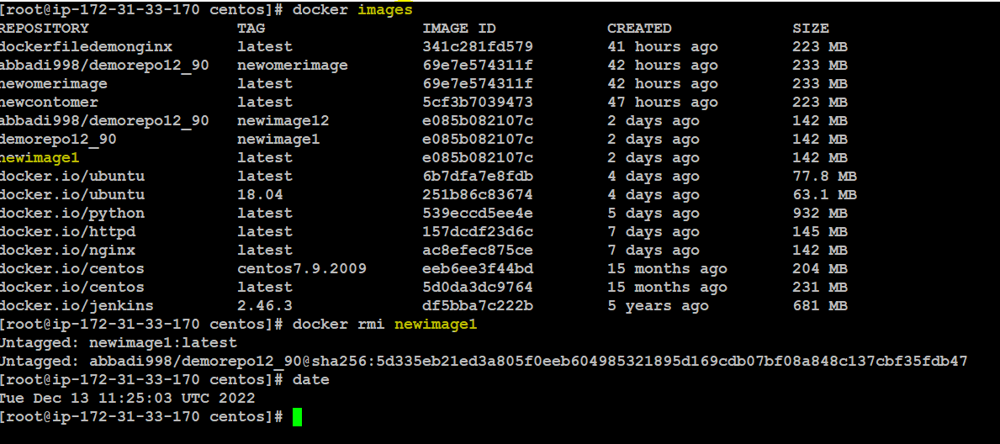 [root@ip-172-31-33-170 centos]# docker images
REPOSITORY TAG IMAGE ID CREATED SIZE
dockerfiledemonginx latest 341c281fd579 41 hours ago 223 MB
abbadi998/demorepo12_90 newomerimage 69e7e574311f 42 hours ago 233 MB
newomerimage latest 69e7e574311f 42 hours ago 233 MB
newcontomer latest 5cf3b7039473 47 hours ago 223 MB
abbadi998/demorepo12_90 newimage12 e085b082107c 2 days ago 142 MB
demorepo12_90 newimage1 e085b082107c 2 days ago 142 MB
newimage1 latest e085b082107c 2 days ago 142 MB
docker.io/ubuntu latest 6b7dfa7e8fdb 4 days ago 77.8 MB
docker.io/ubuntu 18.04 251b86c83674 4 days ago 63.1 MB
docker.io/python latest 539eccd5ee4e 5 days ago 932 MB
docker.io/httpd latest 157dcdf23d6c 7 days ago 145 MB
docker.io/nginx latest ac8efec875ce 7 days ago 142 MB
docker.io/centos centos7.9.2009 eeb6ee3f44bd 15 months ago 204 MB
docker.io/centos latest 5d0da3dc9764 15 months ago 231 MB
docker.io/jenkins 2.46.3 df5bba7c222b 5 years ago 681 MB
[root@ip-172-31-33-170 centos]# docker rmi newimage1
Untagged: newimage1:latest
Untagged: abbadi998/demorepo12_90@sha256:5d335eb21ed3a805f0eeb604985321895d169cdb07bf08a848c137cbf35fdb47
[root@ip-172-31-33-170 centos]# date
Tue Dec 13 11:25:03 UTC 2022
[root@ip-172-31-33-170 centos]#